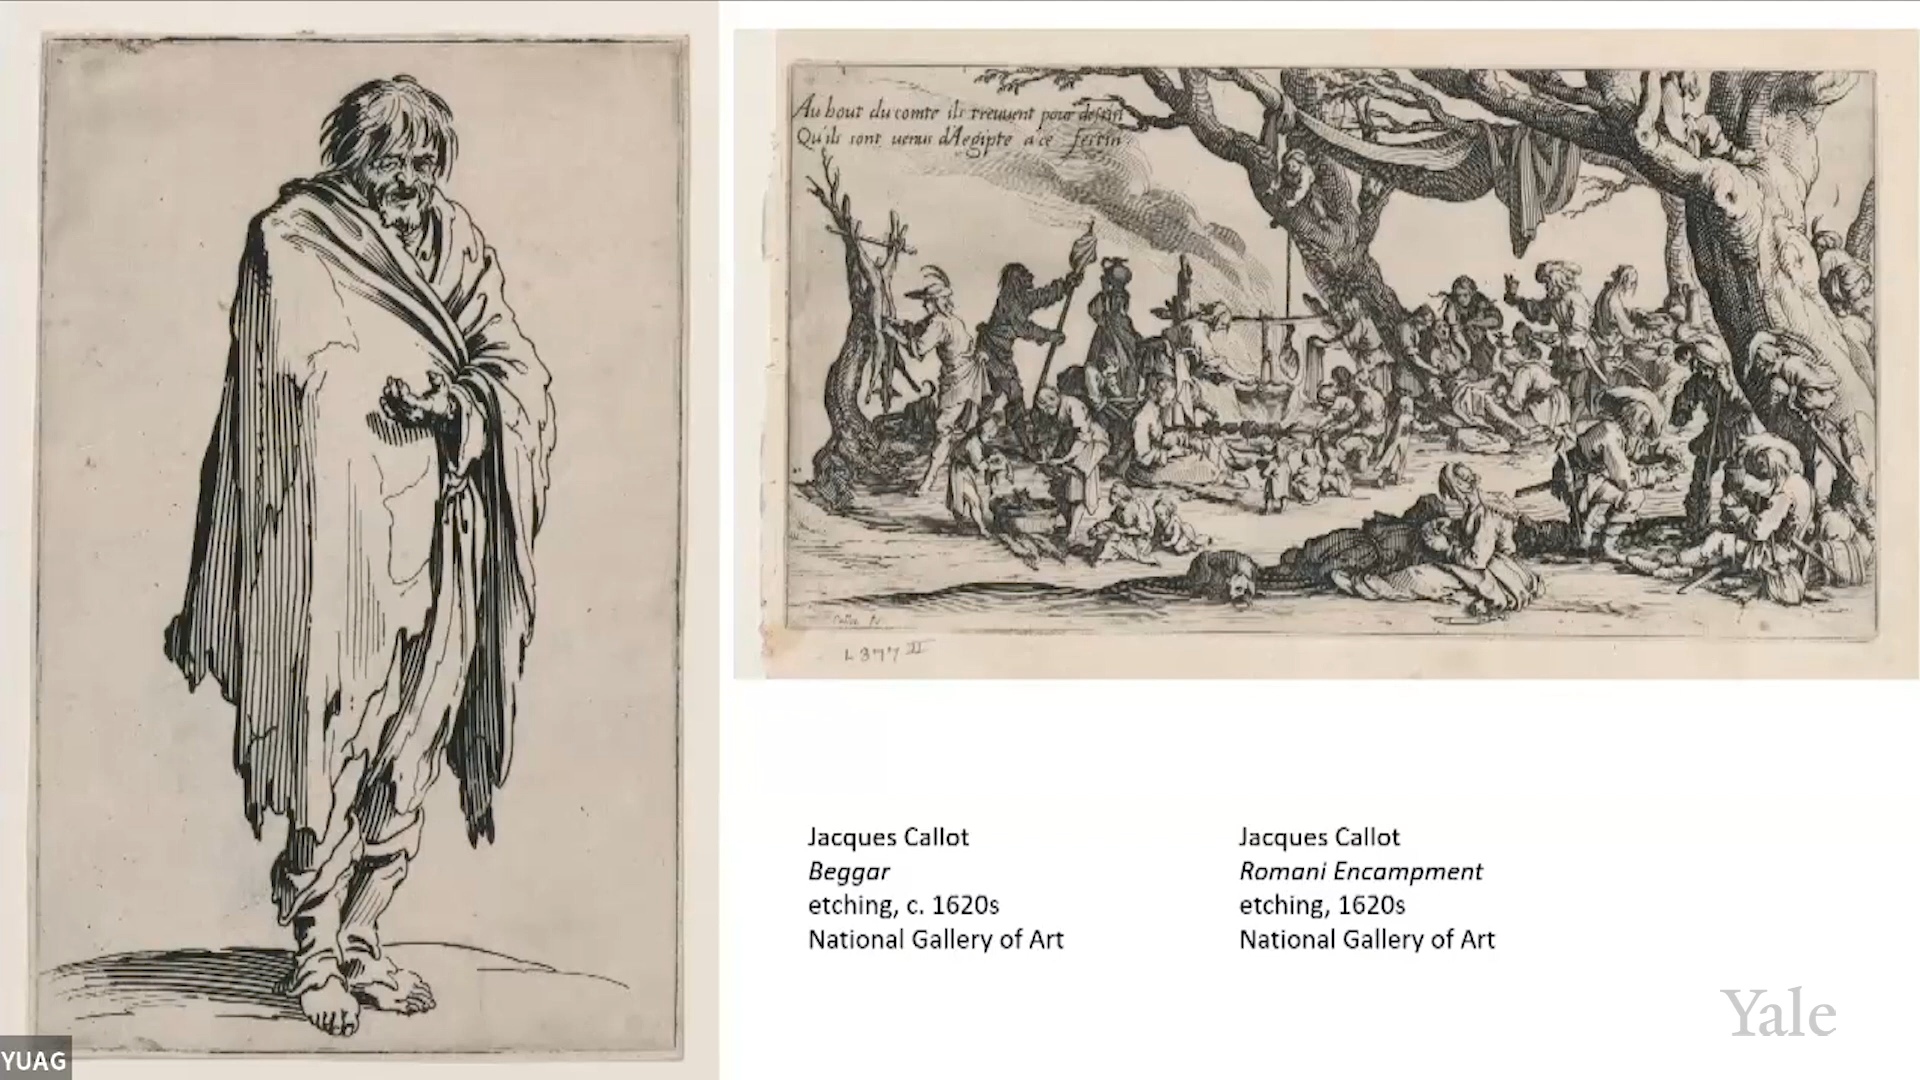 Au bout du comte ils treuuent pour destin
Qu'ils sont uenus d'Aegipte a ce festin
Callot
L 377 II
Jacques Callot
Beggar
etching, c. 1620s
National Gallery of Art
Jacques Callot
Romani Encampment
etching, 1620s
National Gallery of Art
Yale
YUAG